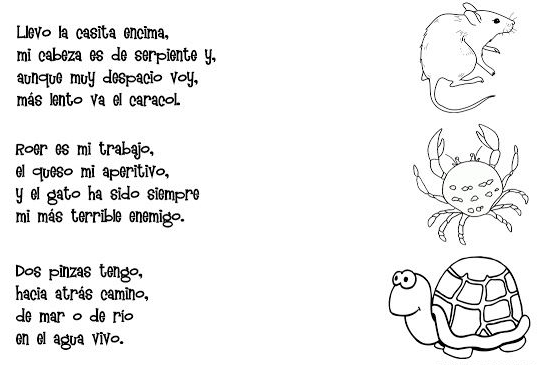 Llevo la casita encima,
mi cabeza es de serpiente y,
aunque muy despacio voy,
más lento va el caracol.
Roer es mi trabajo,
el queso mi aperitivo,
y el gato ha sido siempre
mi más terrible enemigo.
Dos pinzas tengo,
hacia atrás camino,
de mar o de río
en el agua vivo.